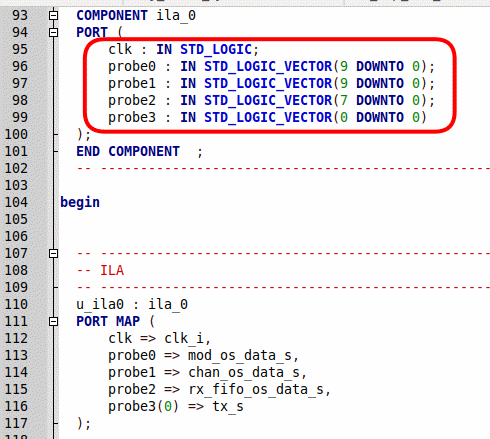 93 COMPONENT ila_0
94 PORT (
95 clk : IN STD_LOGIC;
96 probe0 : IN STD_LOGIC_VECTOR(9 DOWNTO 0);
97 probe1 : IN STD_LOGIC_VECTOR(9 DOWNTO 0);
98 probe2 : IN STD_LOGIC_VECTOR(7 DOWNTO 0);
99 probe3 : IN STD_LOGIC_VECTOR(0 DOWNTO 0)
100 );
101 END COMPONENT  ;
102 -- --------------------------------------------------
103
104 begin
105
106
107 -- --------------------------------------------------
108 -- ILA
109 -- --------------------------------------------------
110 u_ila0 : ila_0
111 PORT MAP (
112 clk => clk_i,
113 probe0 => mod_os_data_s,
114 probe1 => chan_os_data_s,
115 probe2 => rx_fifo_os_data_s,
116 probe3(0) => tx_s
117 );